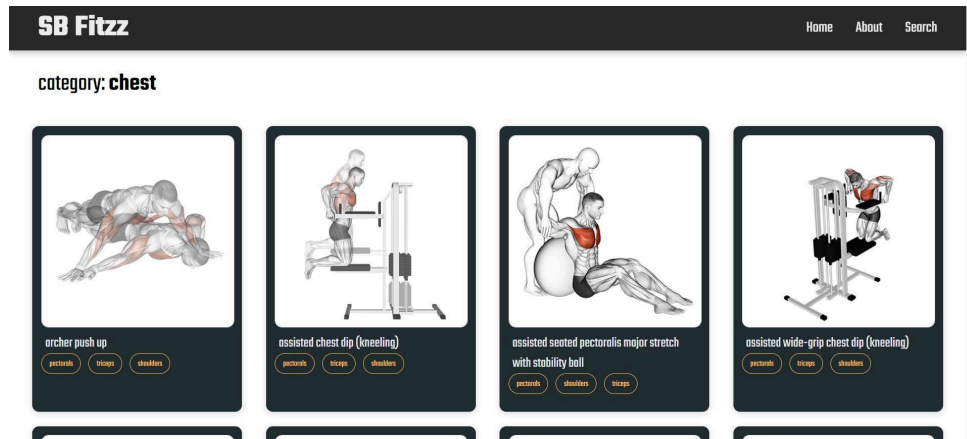 SB Fitzz
Home About Search
category: chest
archer push up
pectorals triceps shoulders
assisted chest dip (kneeling)
pectorals triceps shoulders
assisted seated pectoralis major stretch
with stability ball
pectorals shoulders triceps
assisted wide-grip chest dip (kneeling)
pectorals triceps shoulders